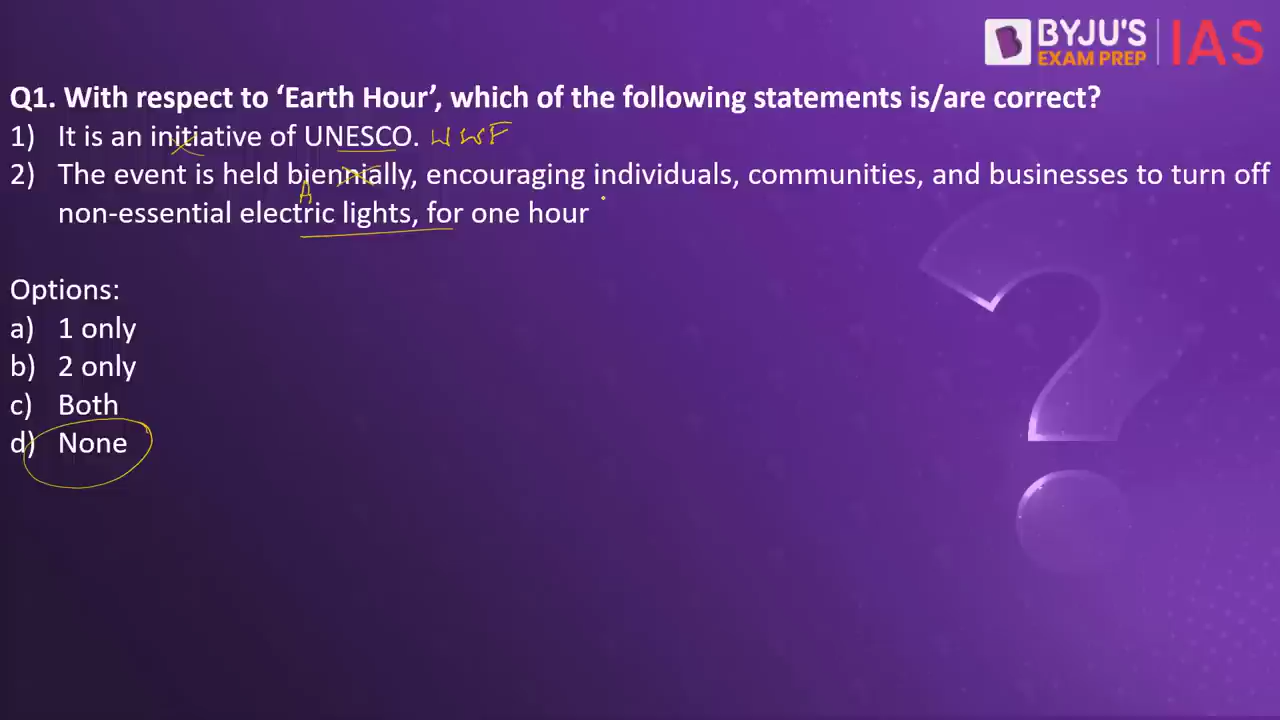 BYJU'S IAS
EXAM PREP
Q1. With respect to ‘Earth Hour’, which of the following statements is/are correct?
1) It is an initiative of UNESCO. WWF
2) The event is held biennially, encouraging individuals, communities, and businesses to turn off
A
non-essential electric lights, for one hour
Options:
a) 1 only
b) 2 only
c) Both
d) None